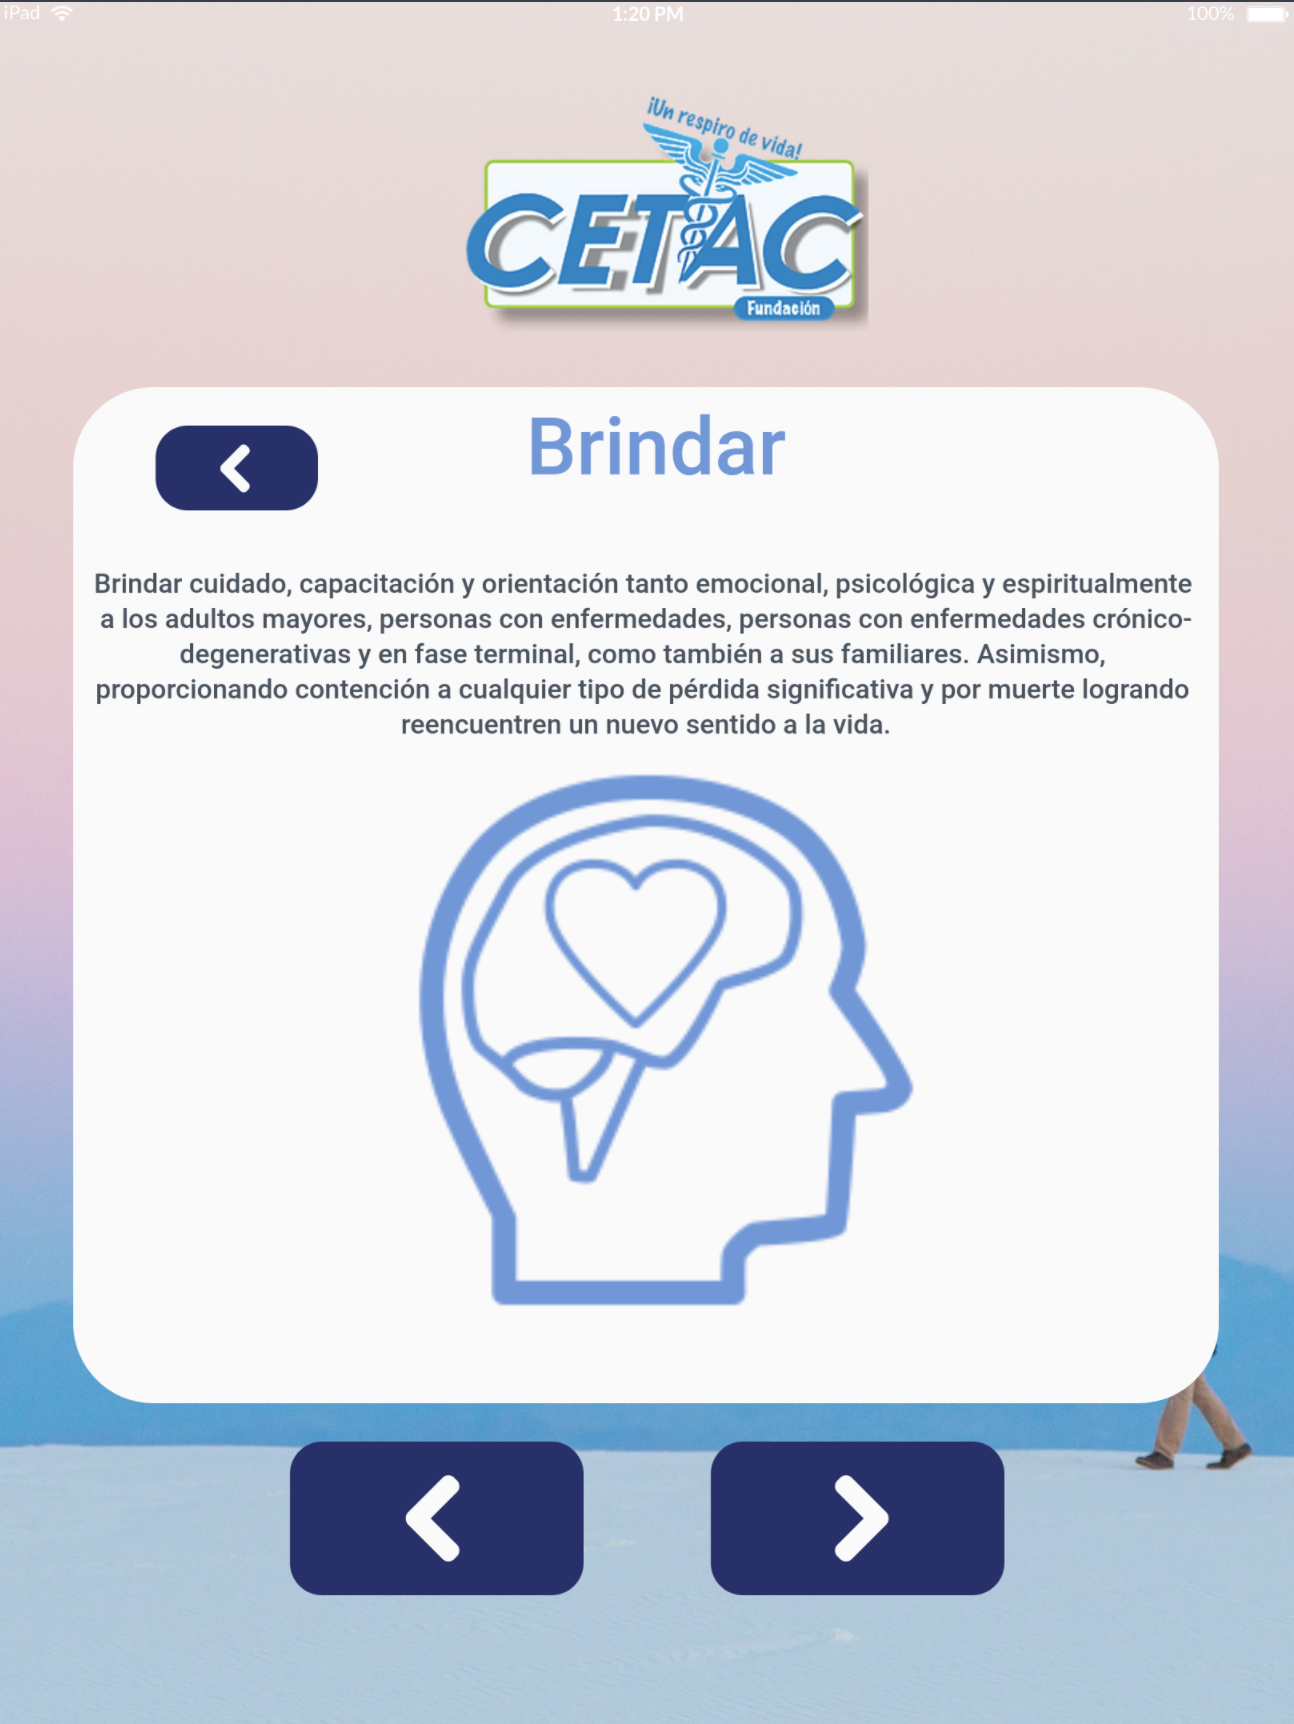 iPad
1:20 PM
100%
¡Un respiro de vida!
CETAC
Fundación
Brindar
Brindar cuidado, capacitación y orientación tanto emocional, psicológica y espiritualmente
a los adultos mayores, personas con enfermedades, personas con enfermedades crónico-
degenerativas y en fase terminal, como también a sus familiares. Asimismo,
proporcionando contención a cualquier tipo de pérdida significativa y por muerte logrando
reencuentren un nuevo sentido a la vida.